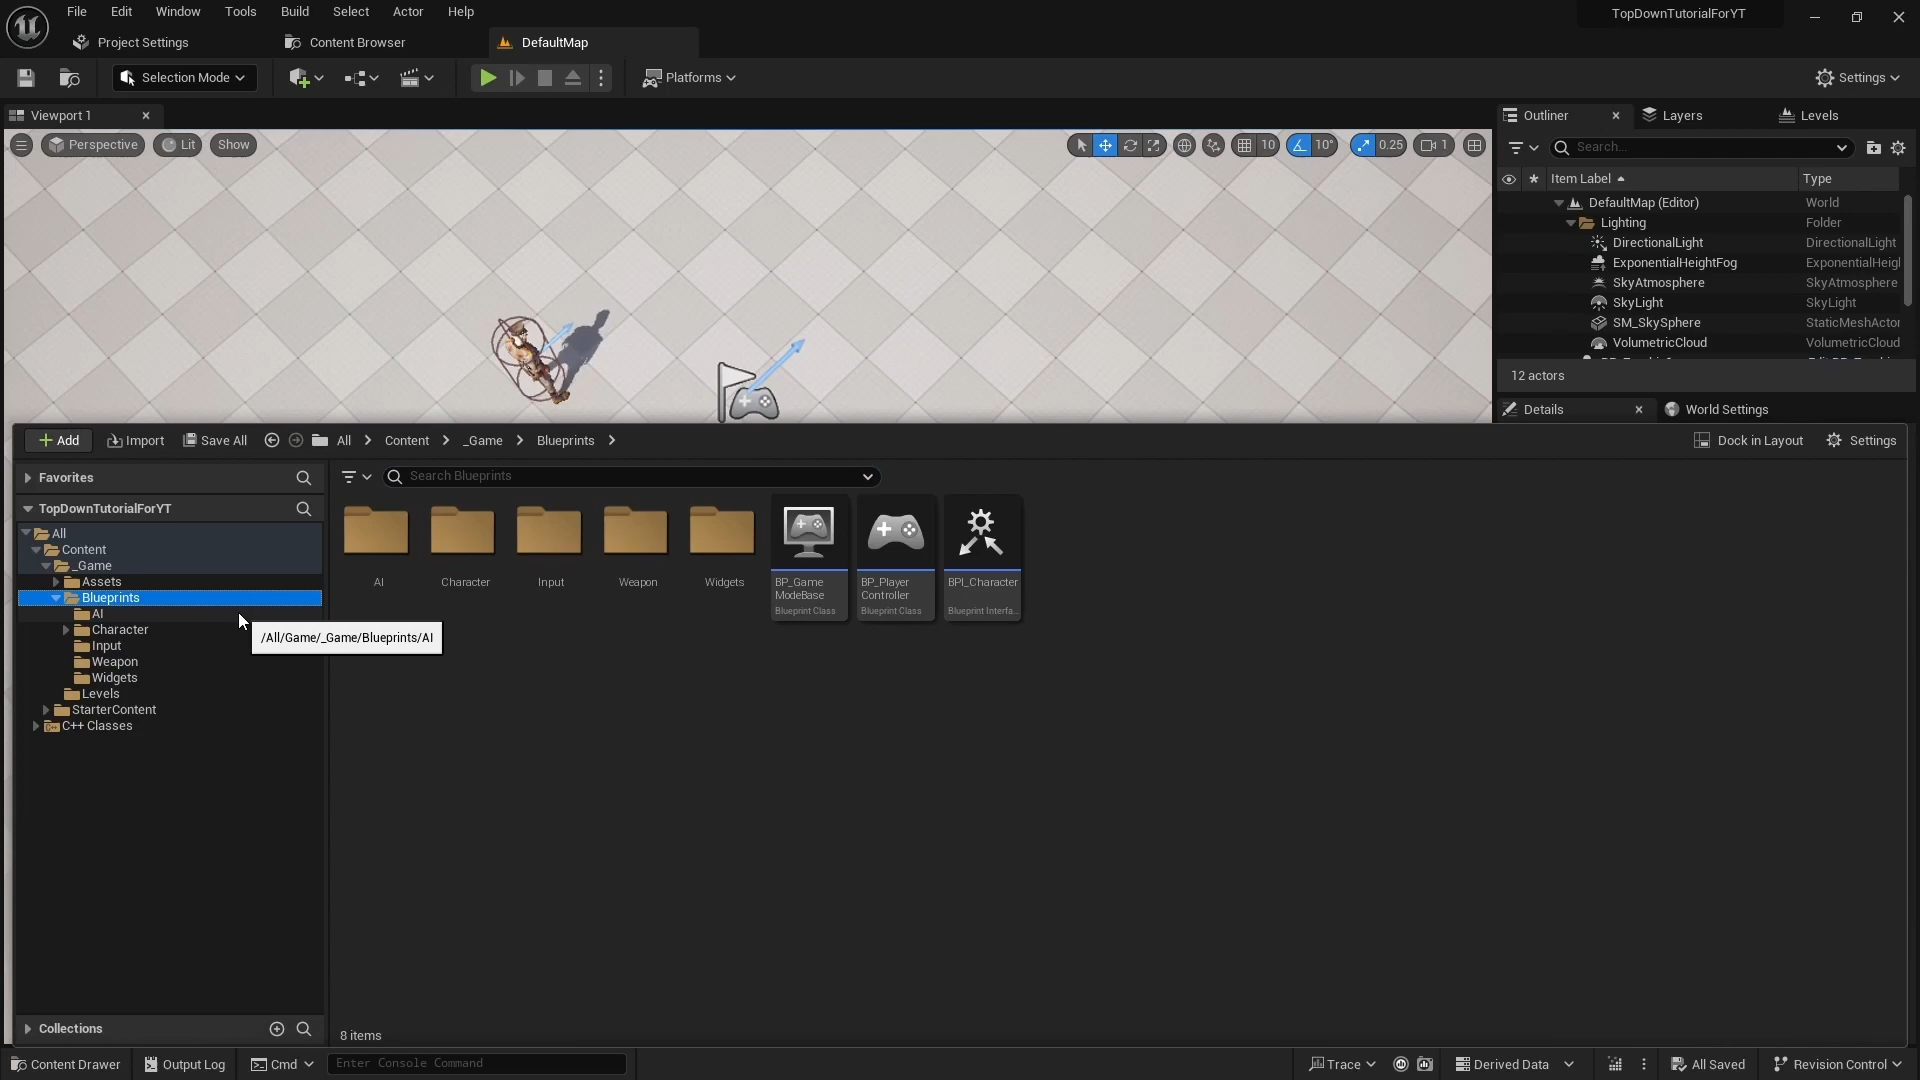 File Edit Window Tools Build Select Actor Help
TopDownTutorialForYT
Project Settings
Content Browser
DefaultMap
Selection Mode
Platforms
Settings
Viewport 1
Outliner
Layers
Levels
Perspective
Lit
Show
10
10°
0.25
1
Search...
Item Label
Type
DefaultMap (Editor) World
Lighting Folder
DirectionalLight DirectionalLight
ExponentialHeightFog ExponentialHeigl
SkyAtmosphere SkyAtmosphere
SkyLight SkyLight
SM_SkySphere StaticMeshActor
VolumetricCloud VolumetricCloud
12 actors
Details
World Settings
Add
Import
Save All
All
Content
_Game
Blueprints
Dock in Layout
Settings
Favorites
Search Blueprints
TopDownTutorialForYT
All
Content
_Game
Assets
Blueprints
AI
Character
Input
Weapon
Widgets
Levels
StarterContent
C++ Classes
/All/Game/_Game/Blueprints/AI
AI
Character
Input
Weapon
Widgets
BP_Game
ModeBase
Blueprint Class
BP_Player
Controller
Blueprint Class
BPI_Character
Blueprint Interfa...
Collections
8 items
Content Drawer
Output Log
Cmd
Enter Console Command
Trace
Derived Data
All Saved
Revision Control